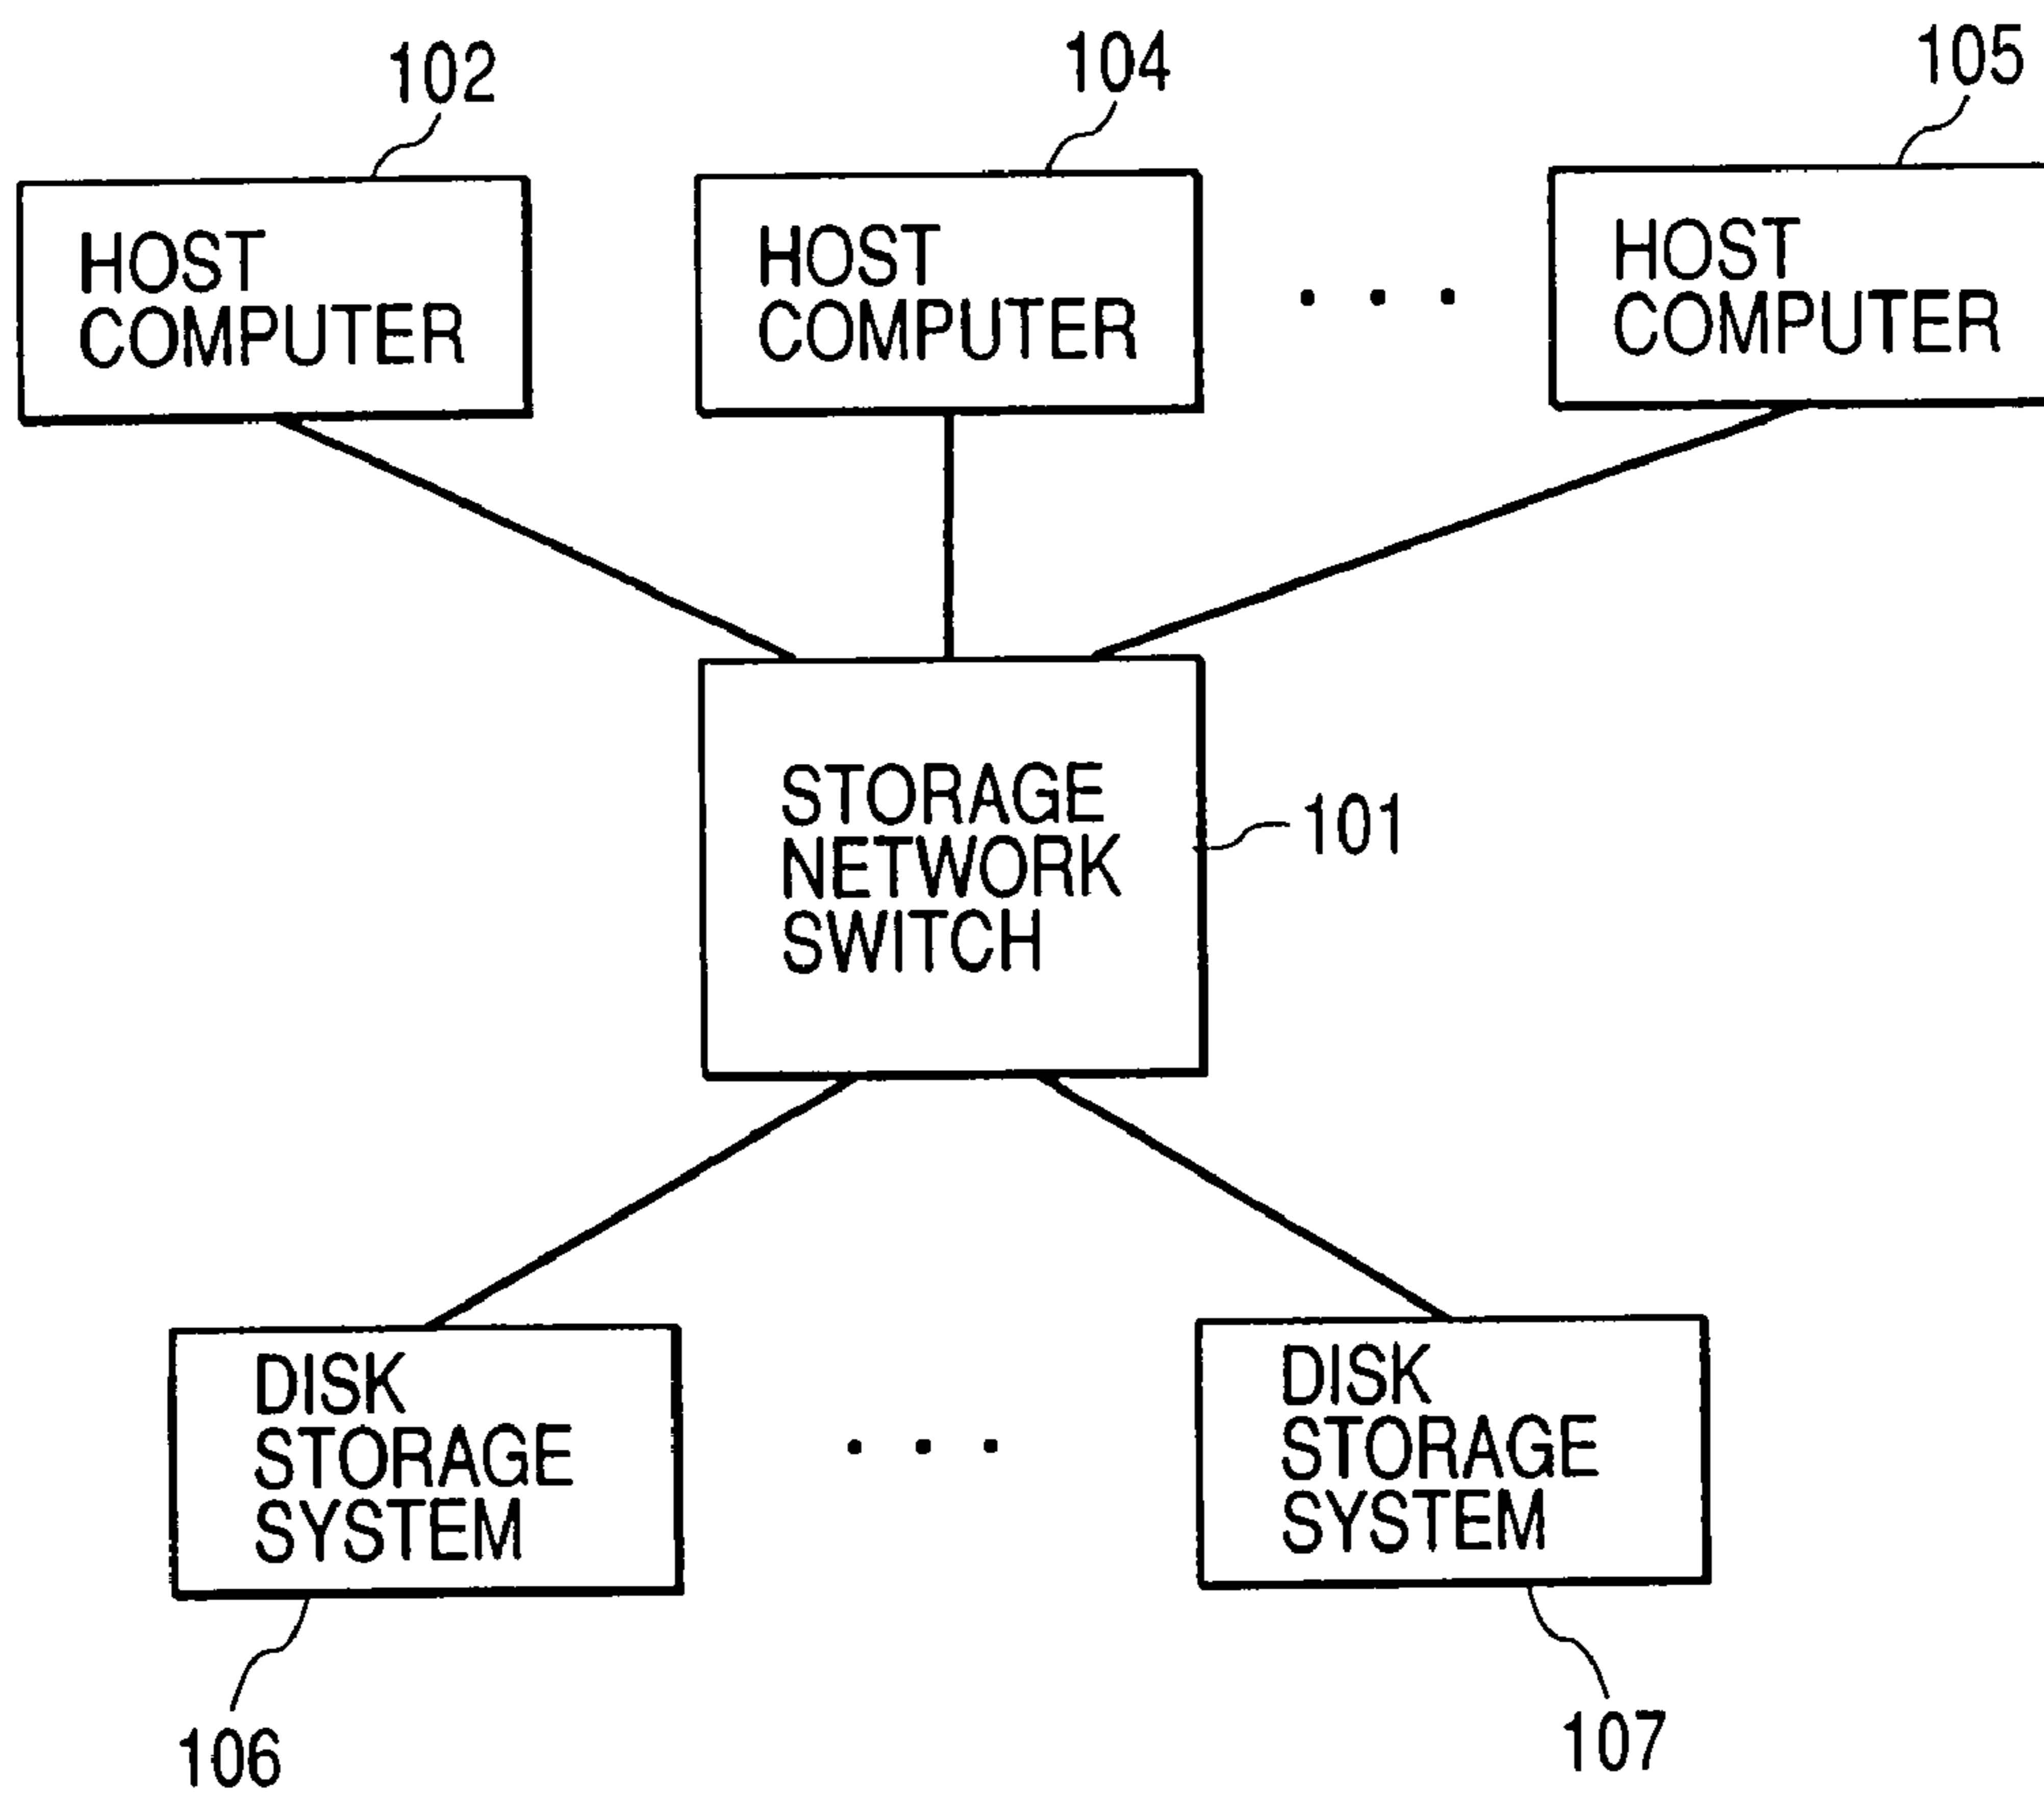 102
104
105
HOST
COMPUTER
HOST
COMPUTER
HOST
COMPUTER
STORAGE
NETWORK
SWITCH
101
DISK
STORAGE
SYSTEM
DISK
STORAGE
SYSTEM
106
107